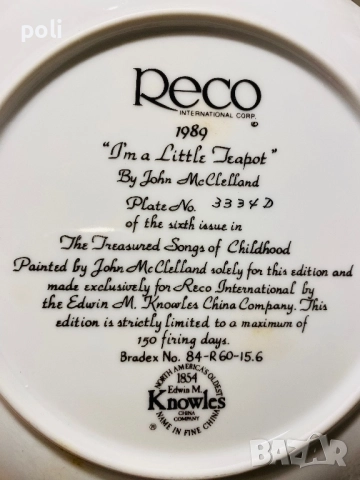 poli
Reco
INTERNATIONAL CORP. ©
1989
"I'm a Little Teapot"
By John McClelland
Plate No. 3334D
of the sixth issue in
The Treasured Songs of Childhood
Painted by John McClelland solely for this edition and
made exclusively for Reco International by
the Edwin M. Knowles China Company. This
edition is strictly limited to a maximum of
150 firing days.
Bradex No. 84-R60-15.6
NORTH AMERICA'S OLDEST
1854
Edwin M.
Knowles
CHINA
COMPANY
®
NAME IN FINE CHINA
BAZAR